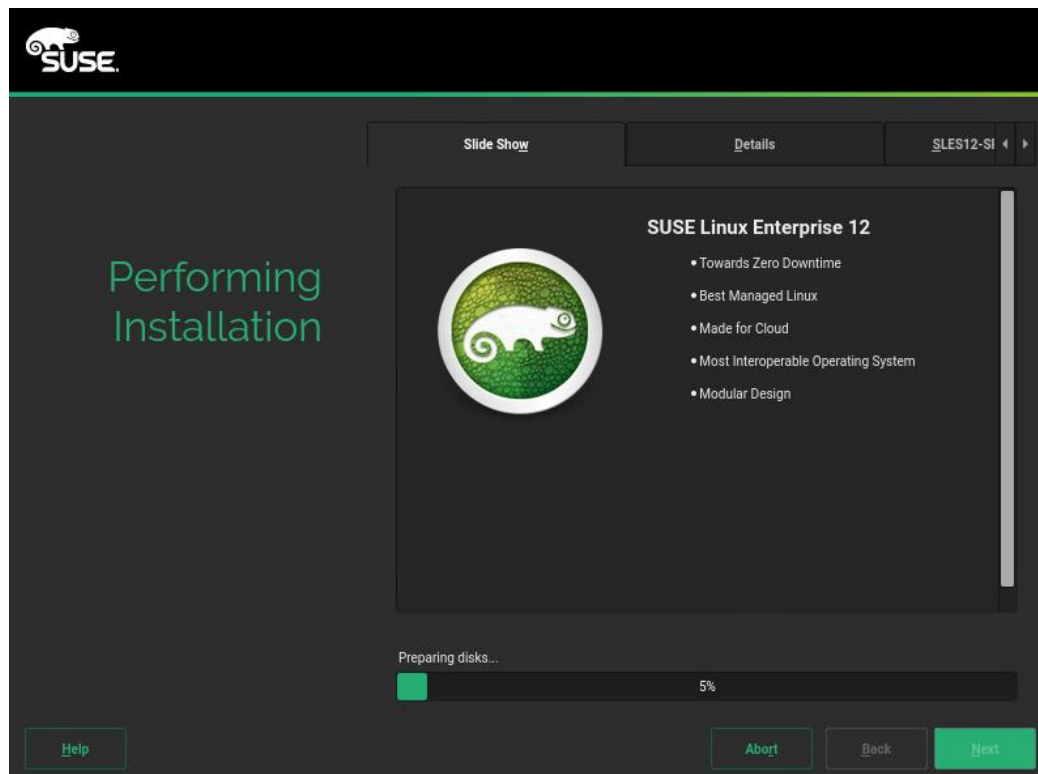 SUSE.
Slide Show
Details
SLES12-S
Performing
Installation
SUSE Linux Enterprise 12
• Towards Zero Downtime
• Best Managed Linux
• Made for Cloud
• Most Interoperable Operating System
• Modular Design
Preparing disks...
5%
Help
Abort
Back
Next